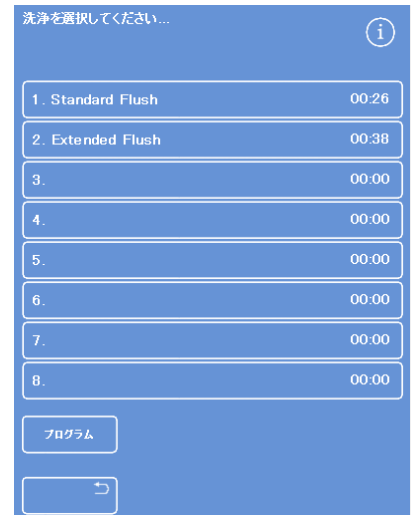 洗浄を選択してください...
i
1. Standard Flush 00:26
2. Extended Flush 00:38
3. 00:00
4. 00:00
5. 00:00
6. 00:00
7. 00:00
8. 00:00
プログラム